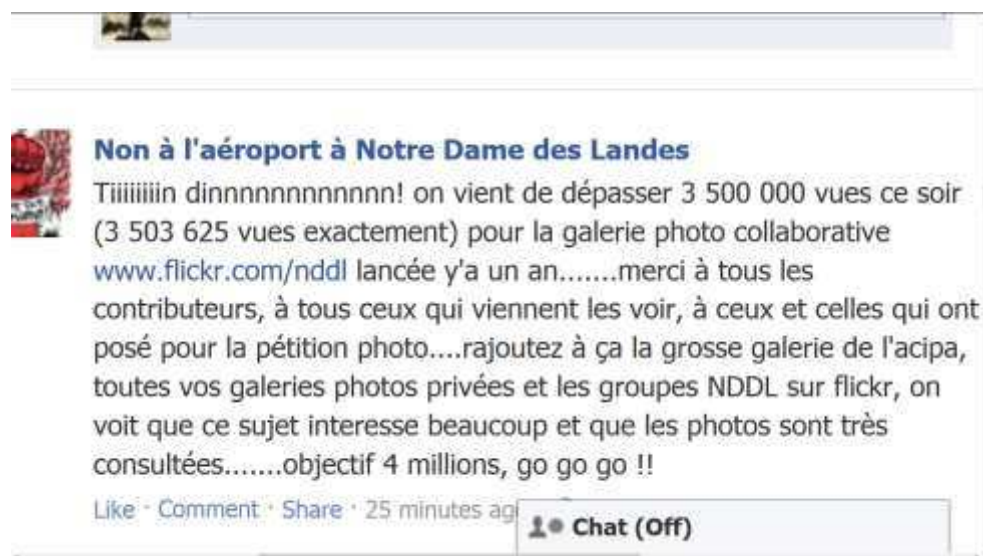 Non à l'aéroport à Notre Dame des Landes
Tiiiiiiiin dinnnnnnnnnnnnn! on vient de dépasser 3 500 000 vues ce soir
(3 503 625 vues exactement) pour la galerie photo collaborative
www.flickr.com/nddl lancée y'a un an.......merci à tous les
contributeurs, à tous ceux qui viennent les voir, à ceux et celles qui ont
posé pour la pétition photo....rajoutez à ça la grosse galerie de l'acipa,
toutes vos galeries photos privées et les groupes NDDL sur flickr, on
voit que ce sujet interesse beaucoup et que les photos sont très
consultées.......objectif 4 millions, go go go !!
Like · Comment · Share · 25 minutes ag
Chat (Off)